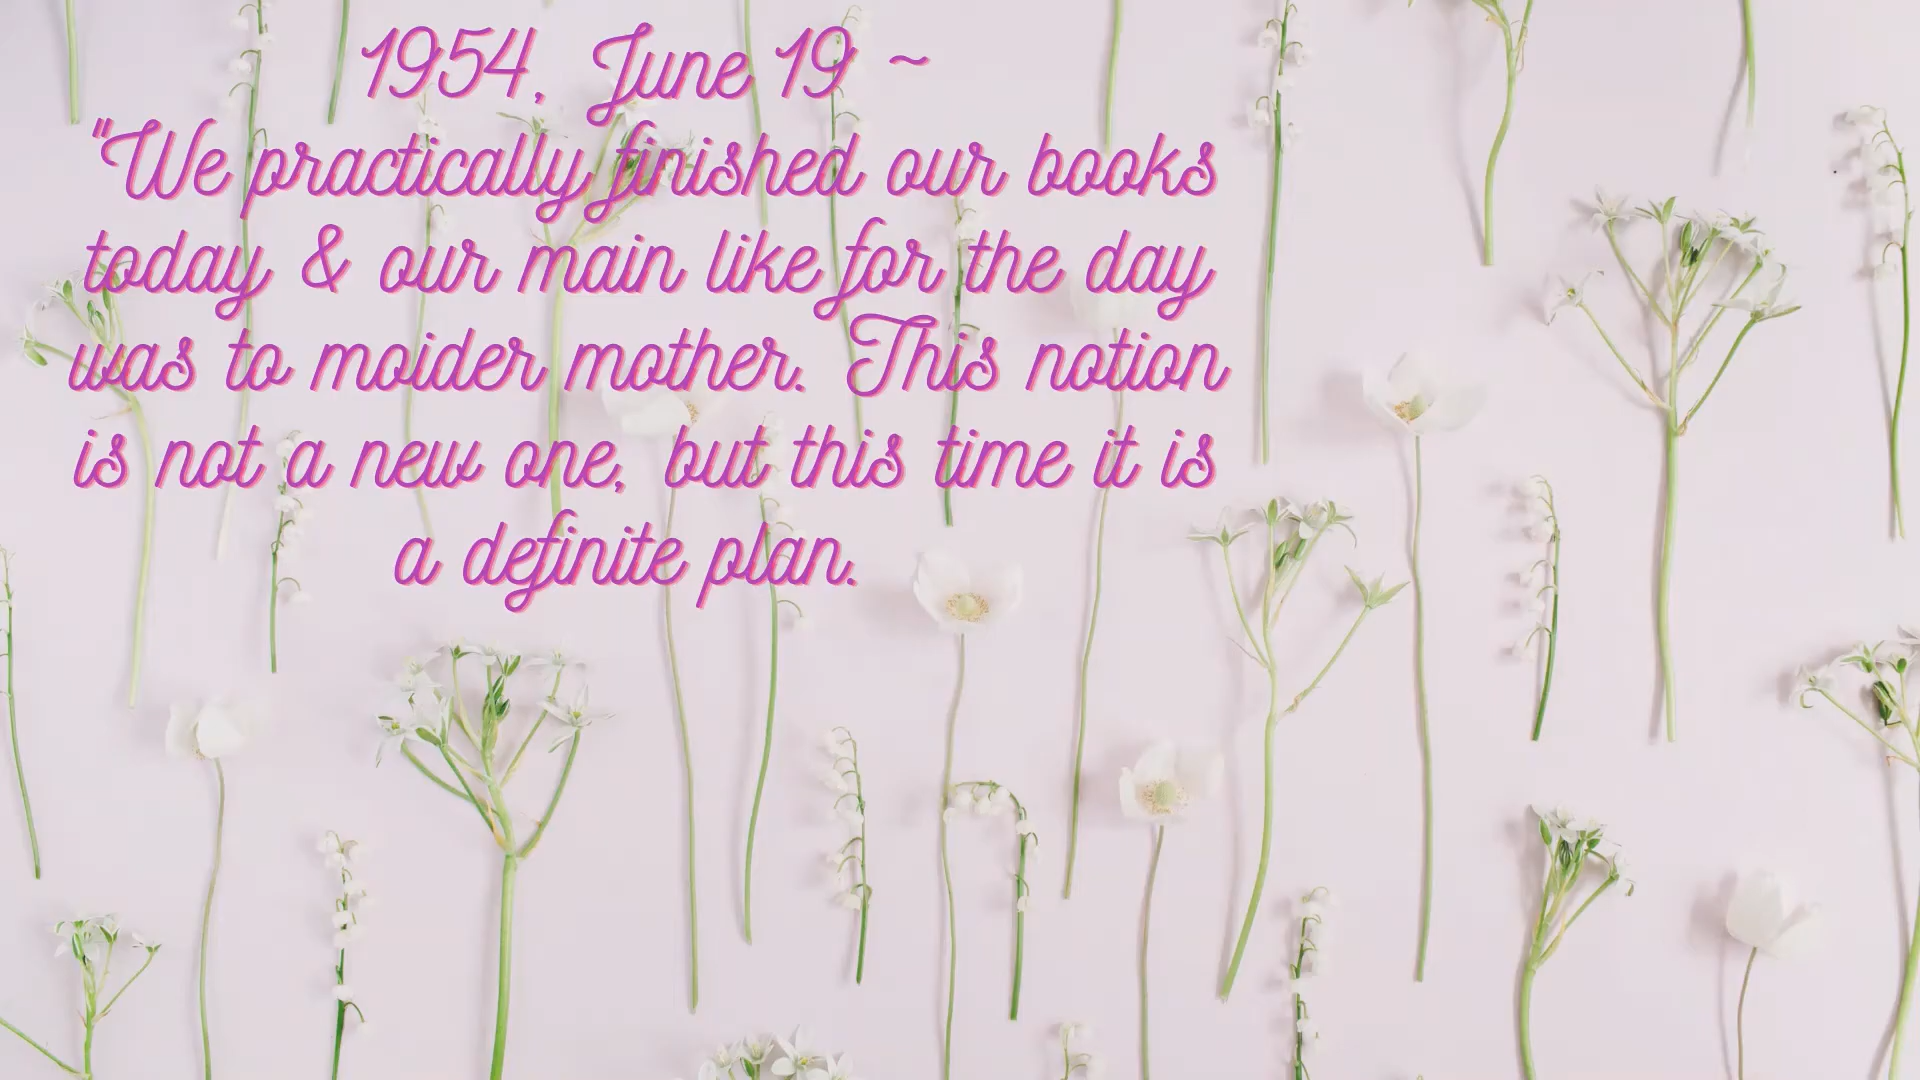 1954, June 19 ~
"We practically finished our books
today & our main like for the day
was to moider mother. This notion
is not a new one, but this time it is
a definite plan.